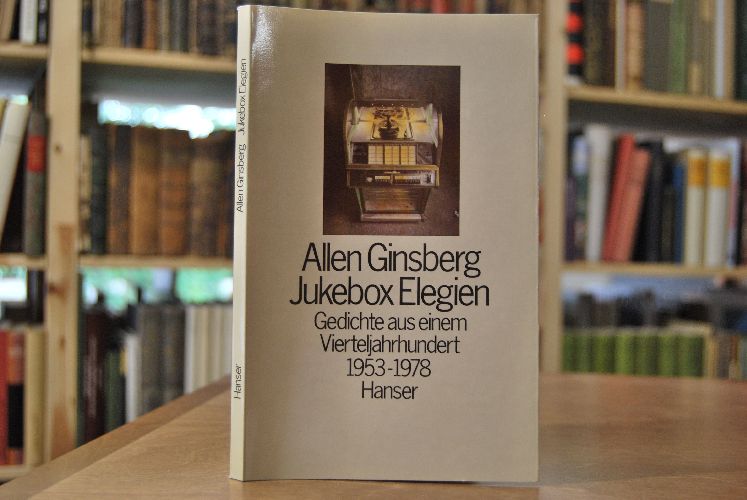 Allen Ginsberg Jukebox Elegien
Hanser
Allen Ginsberg
Jukebox Elegien
Gedichte aus einem
Vierteljahrhundert
1953-1978
Hanser